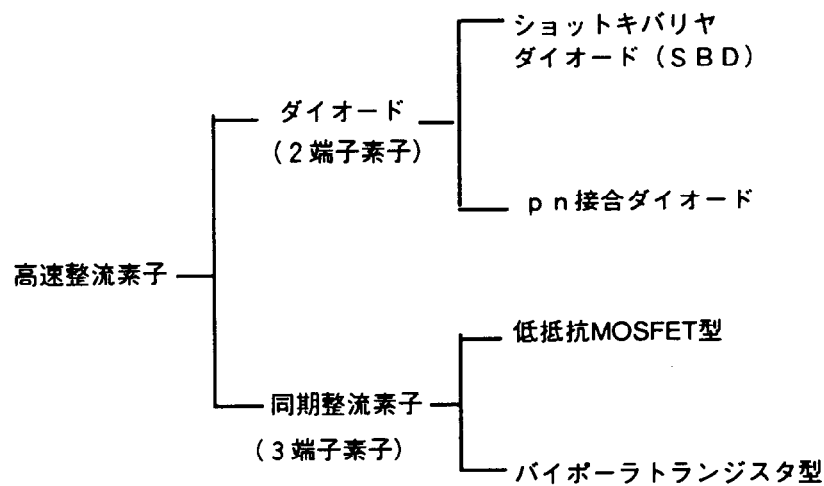 ショットキバリヤ
ダイオード（SBD）
ダイオード
（2端子素子）
pn接合ダイオード
高速整流素子
低抵抗MOSFET型
同期整流素子
（3端子素子）
バイポーラトランジスタ型